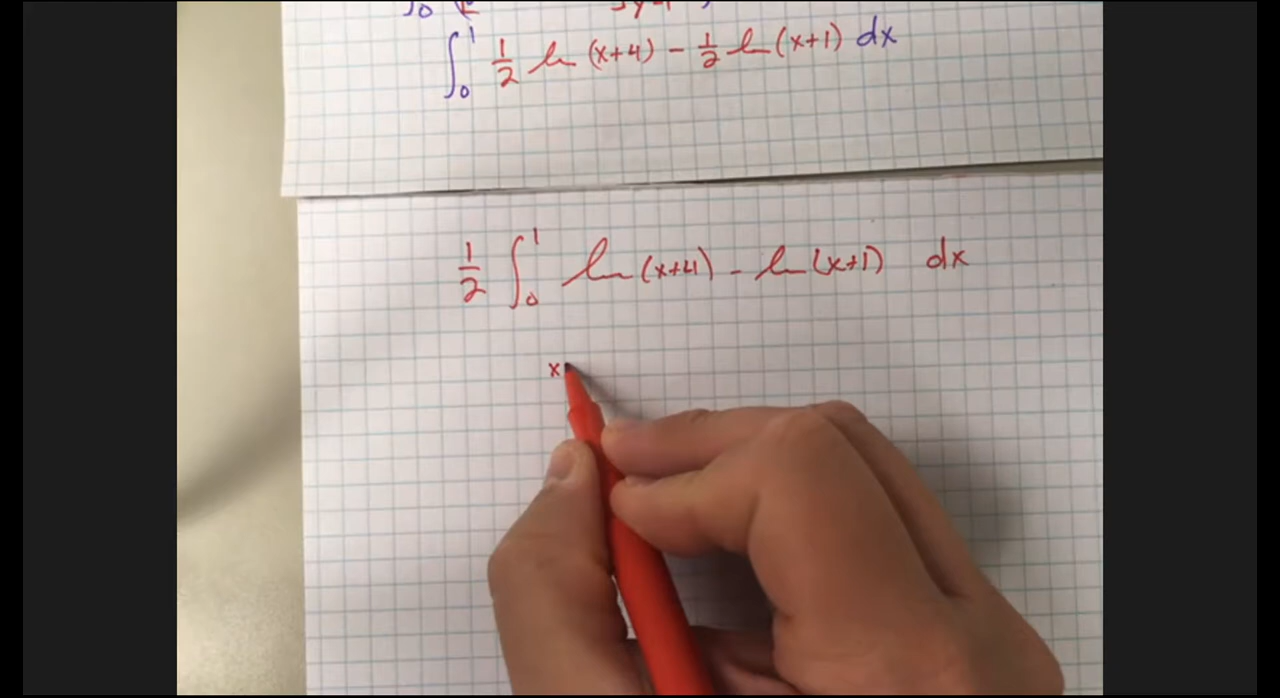 ∫₀¹ ½ ln(x+4) - ½ ln(x+1) dx
½ ∫₀¹ ln(x+4) - ln(x+1) dx
x